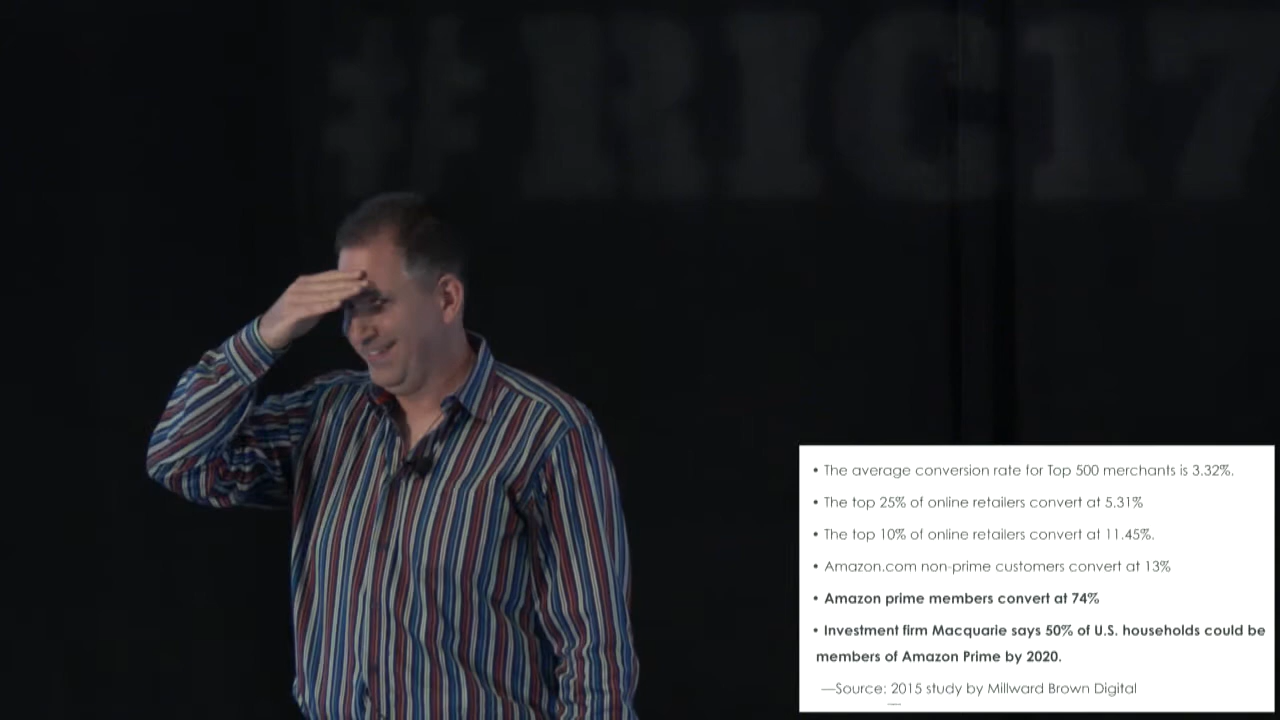 #RIC17
• The average conversion rate for Top 500 merchants is 3.32%.
• The top 25% of online retailers convert at 5.31%
• The top 10% of online retailers convert at 11.45%.
• Amazon.com non-prime customers convert at 13%
• Amazon prime members convert at 74%
• Investment firm Macquarie says 50% of U.S. households could be
members of Amazon Prime by 2020.
—Source: 2015 study by Millward Brown Digital